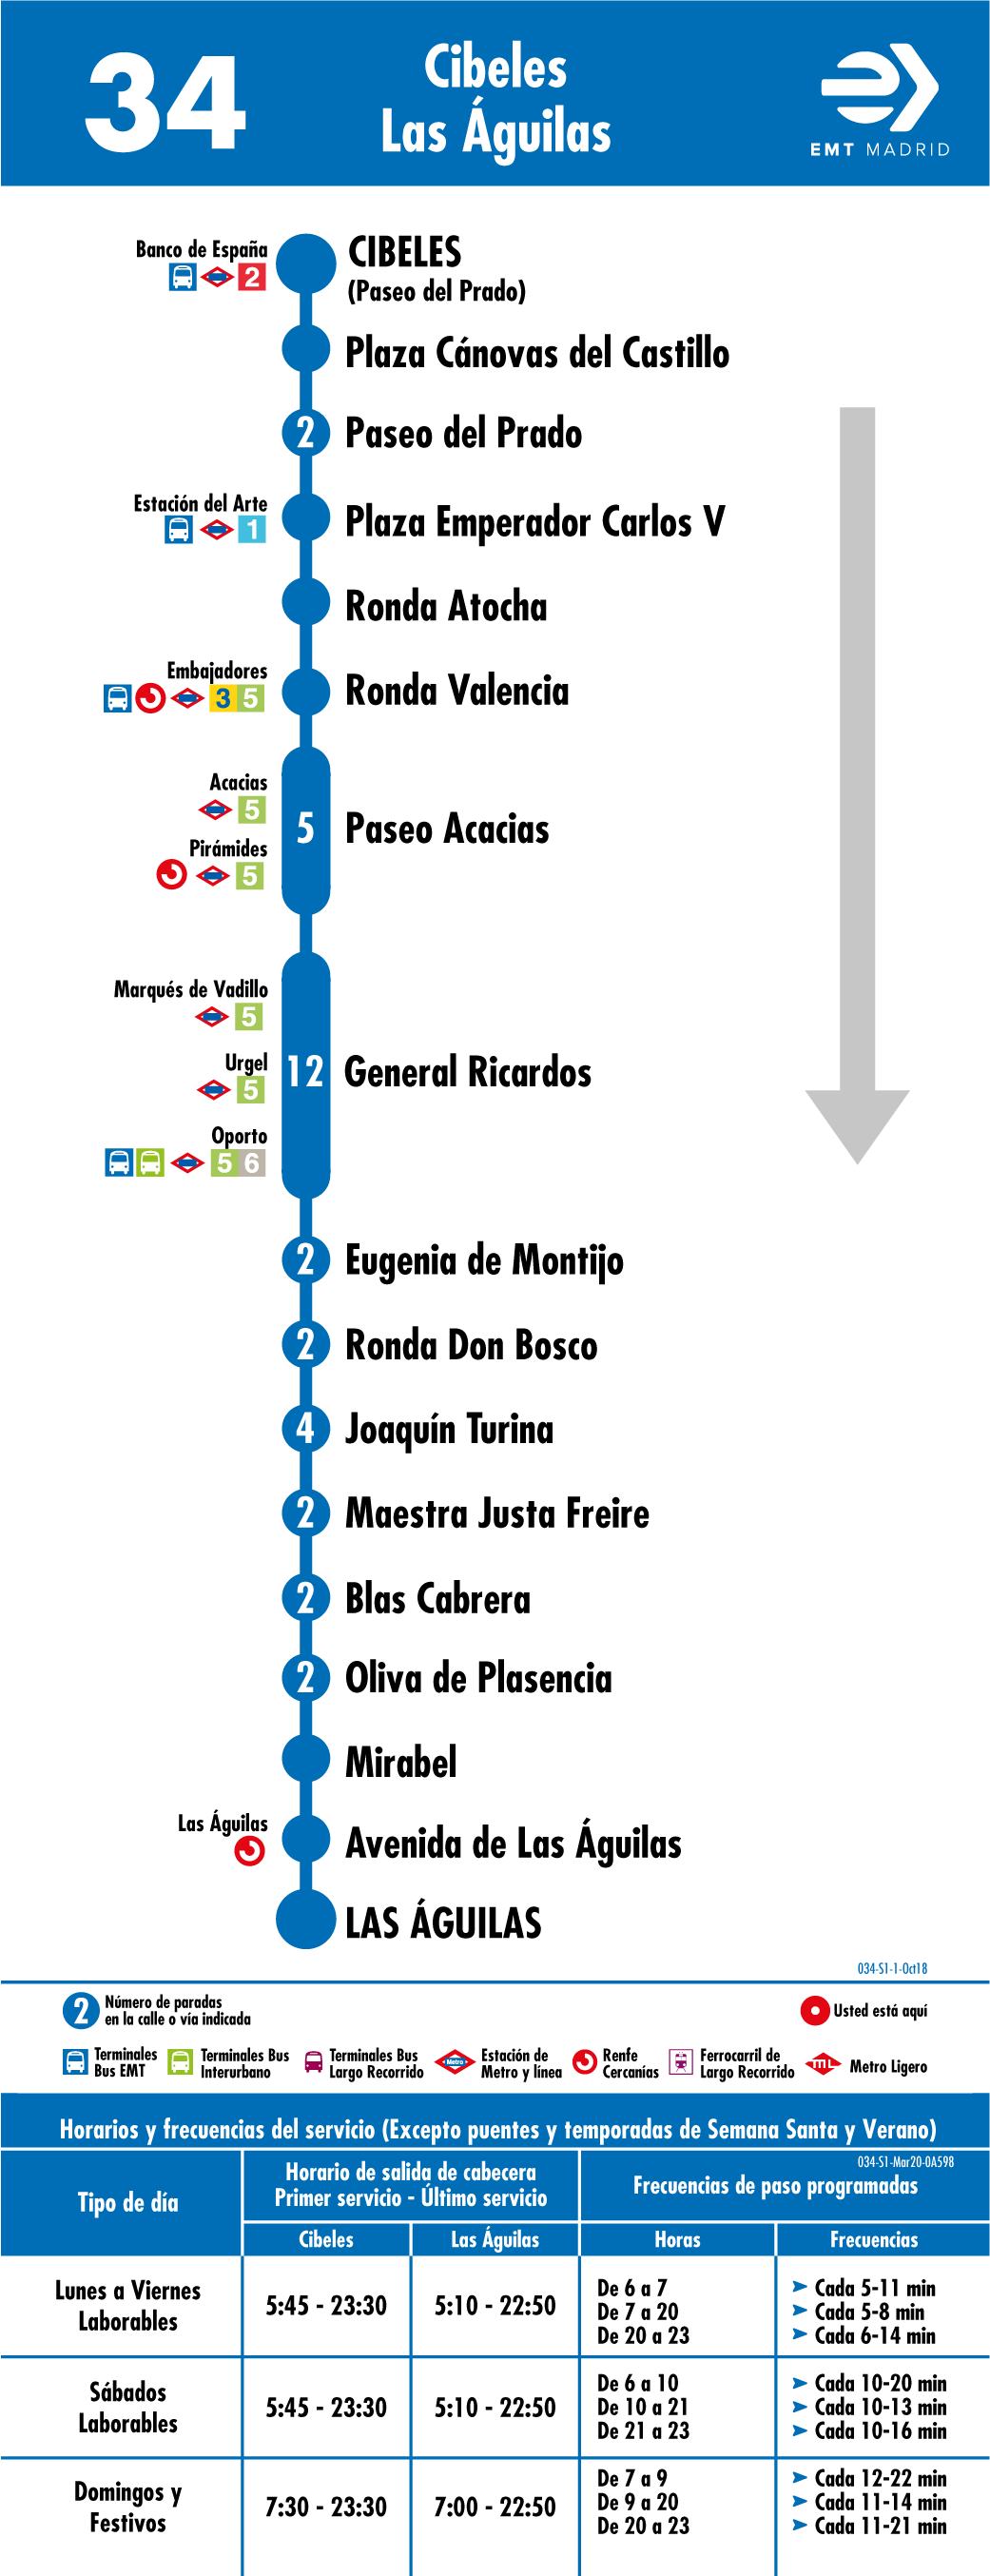 34
Cibeles
Las Águilas
EMT MADRID
Banco de España
2
CIBELES
(Paseo del Prado)
Plaza Cánovas del Castillo
2 Paseo del Prado
Estación del Arte
1
Plaza Emperador Carlos V
Ronda Atocha
Embajadores
3 5
Ronda Valencia
Acacias
5
Pirámides
5
5 Paseo Acacias
Marqués de Vadillo
5
Urgel
5
Oporto
5 6
12 General Ricardos
2 Eugenia de Montijo
2 Ronda Don Bosco
4 Joaquín Turina
2 Maestra Justa Freire
2 Blas Cabrera
2 Oliva de Plasencia
Mirabel
Las Águilas
Avenida de Las Águilas
LAS ÁGUILAS
034-S1-1-Oct18
2 Número de paradas
en la calle o vía indicada
Usted está aquí
Terminales
Bus EMT
Terminales Bus
Interurbano
Terminales Bus
Largo Recorrido
Metro
Estación de
Metro y línea
Renfe
Cercanías
Ferrocarril de
Largo Recorrido
ML
Metro Ligero
Horarios y frecuencias del servicio (Excepto puentes y temporadas de Semana Santa y Verano)
034-S1-Mar20-0A598
Tipo de día
Horario de salida de cabecera
Primer servicio - Último servicio
Frecuencias de paso programadas
Cibeles
Las Águilas
Horas
Frecuencias
Lunes a Viernes
Laborables
5:45 - 23:30
5:10 - 22:50
De 6 a 7 ➤ Cada 5-11 min
De 7 a 20 ➤ Cada 5-8 min
De 20 a 23 ➤ Cada 6-14 min
Sábados
Laborables
5:45 - 23:30
5:10 - 22:50
De 6 a 10 ➤ Cada 10-20 min
De 10 a 21 ➤ Cada 10-13 min
De 21 a 23 ➤ Cada 10-16 min
Domingos y
Festivos
7:30 - 23:30
7:00 - 22:50
De 7 a 9 ➤ Cada 12-22 min
De 9 a 20 ➤ Cada 11-14 min
De 20 a 23 ➤ Cada 11-21 min